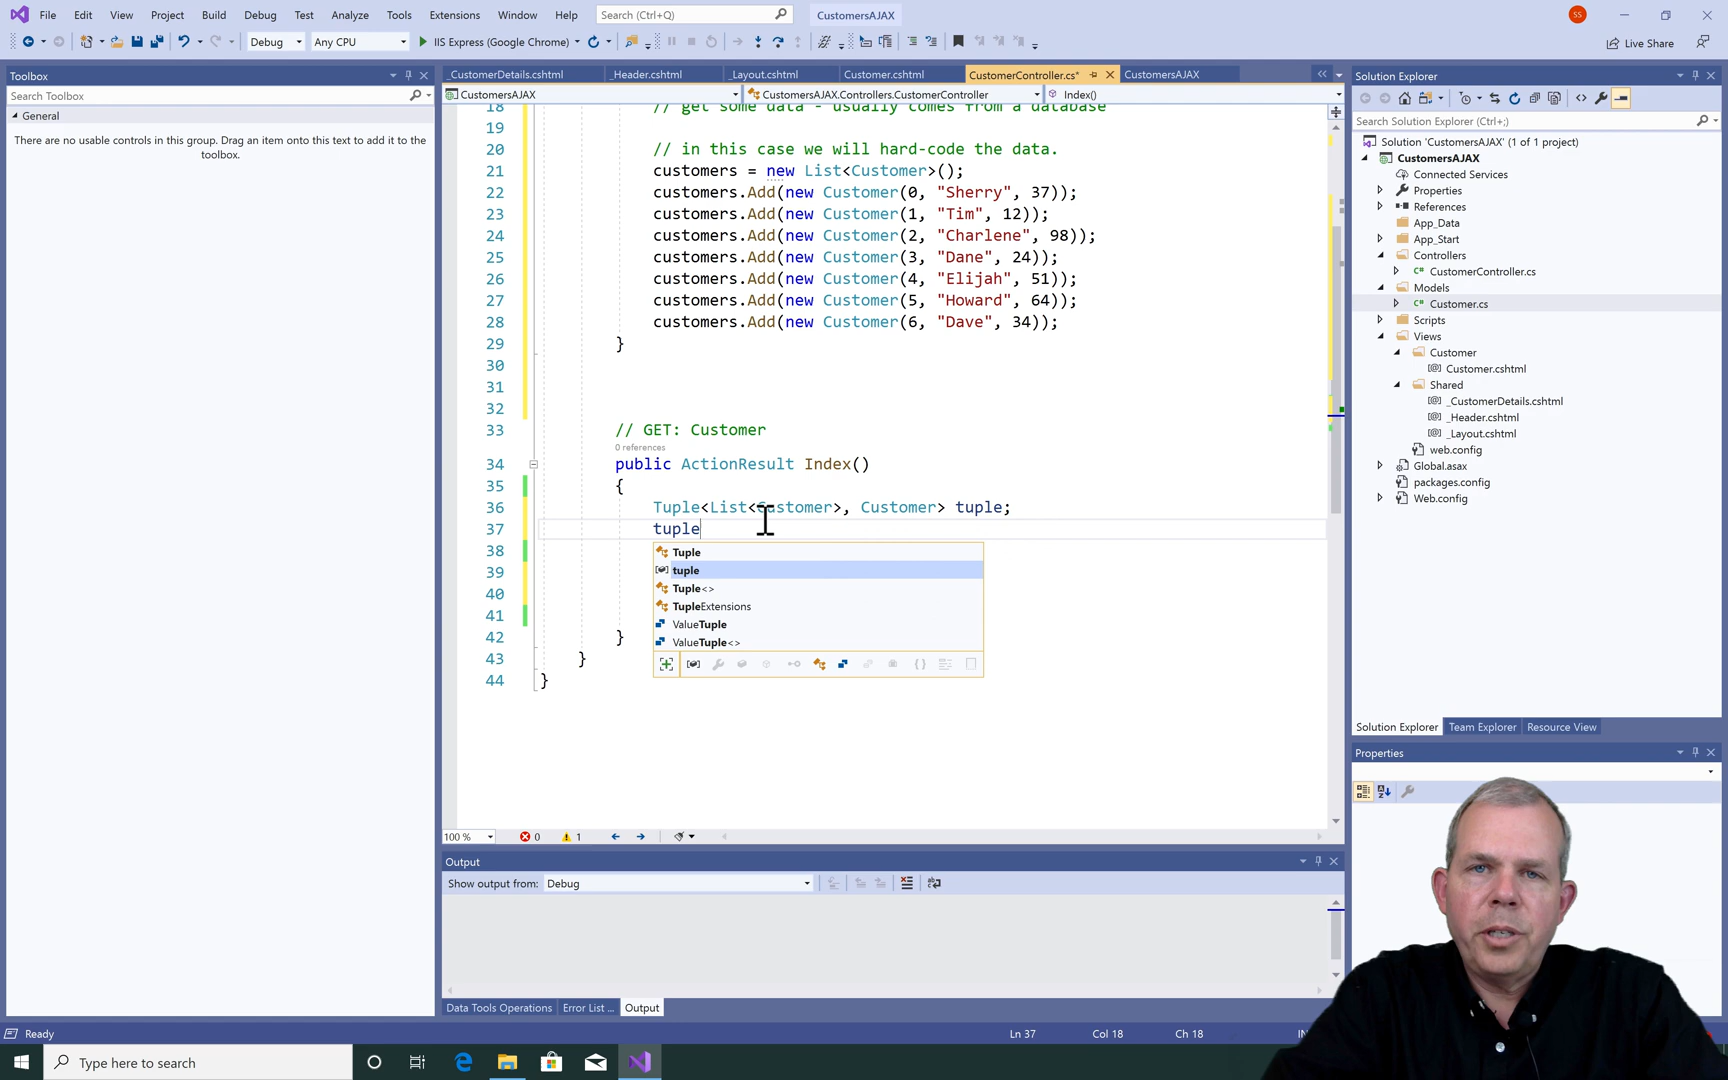 File Edit View Project Build Debug Test Analyze Tools Extensions Window Help Search (Ctrl+Q) CustomersAJAX SS
Debug Any CPU IIS Express (Google Chrome) Live Share
Toolbox
Search Toolbox
General
There are no usable controls in this group. Drag an item onto this text to add it to the
toolbox.
_CustomerDetails.cshtml _Header.cshtml _Layout.cshtml Customer.cshtml CustomerController.cs* CustomersAJAX
CustomersAJAX CustomersAJAX.Controllers.CustomerController Index()
18 // get some data - usually comes from a database
19
20 // in this case we will hard-code the data.
21 customers = new List<Customer>();
22 customers.Add(new Customer(0, "Sherry", 37));
23 customers.Add(new Customer(1, "Tim", 12));
24 customers.Add(new Customer(2, "Charlene", 98));
25 customers.Add(new Customer(3, "Dane", 24));
26 customers.Add(new Customer(4, "Elijah", 51));
27 customers.Add(new Customer(5, "Howard", 64));
28 customers.Add(new Customer(6, "Dave", 34));
29 }
30
31
32
33 // GET: Customer
0 references
34 public ActionResult Index()
35 {
36 Tuple<List<Customer>, Customer> tuple;
37 tuple
38
39
40
41
42 }
43 }
44 }
Tuple
tuple
Tuple<>
TupleExtensions
ValueTuple
ValueTuple<>
100 % 0 1
Output
Show output from: Debug
Data Tools Operations Error List ... Output
Solution Explorer
Search Solution Explorer (Ctrl+;)
Solution 'CustomersAJAX' (1 of 1 project)
CustomersAJAX
Connected Services
Properties
References
App_Data
App_Start
Controllers
C# CustomerController.cs
Models
C# Customer.cs
Scripts
Views
Customer
Customer.cshtml
Shared
_CustomerDetails.cshtml
_Header.cshtml
_Layout.cshtml
web.config
Global.asax
packages.config
Web.config
Solution Explorer Team Explorer Resource View
Properties
Ready Ln 37 Col 18 Ch 18
Type here to search